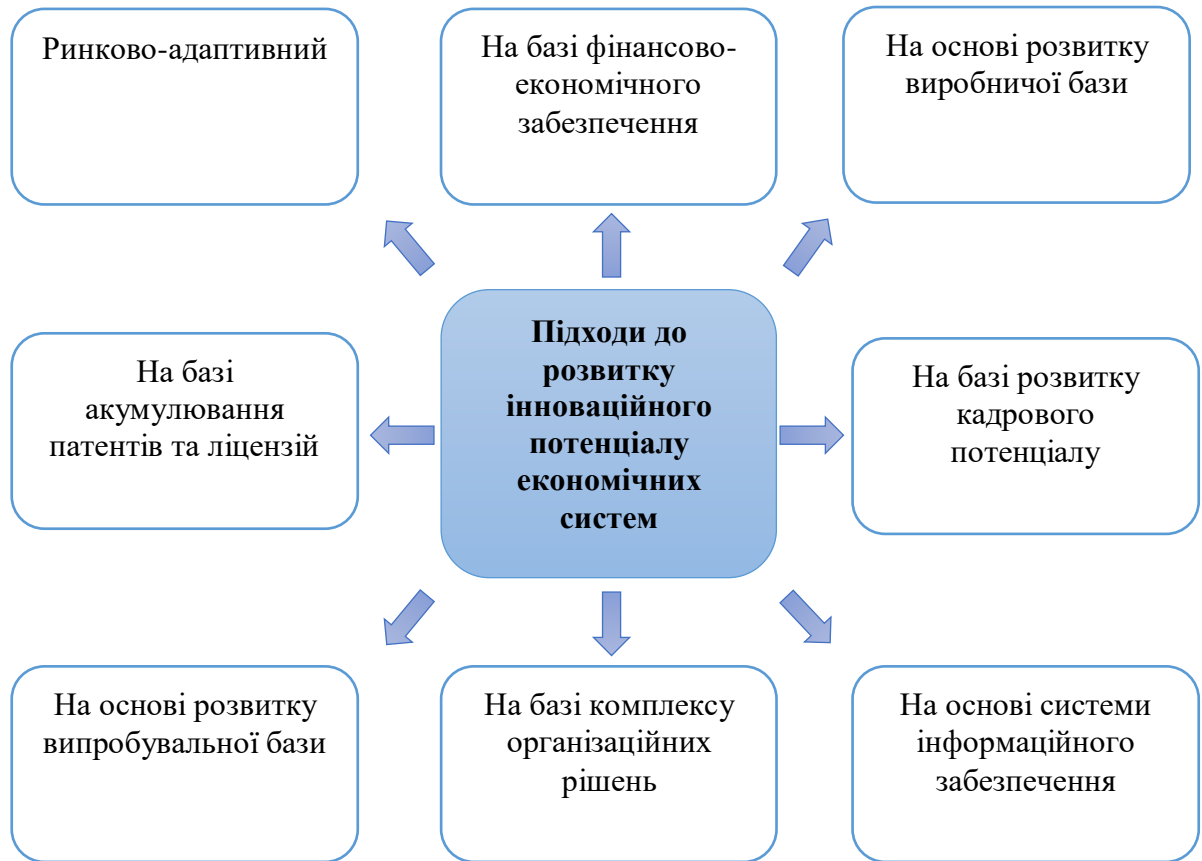 Ринково-адаптивний
На базі фінансово-
економічного
забезпечення
На основі розвитку
виробничої бази
На базі
акумулювання
патентів та ліцензій
Підходи до
розвитку
інноваційного
потенціалу
економічних
систем
На базі розвитку
кадрового
потенціалу
На основі розвитку
випробувальної бази
На базі комплексу
організаційних
рішень
На основі системи
інформаційного
забезпечення